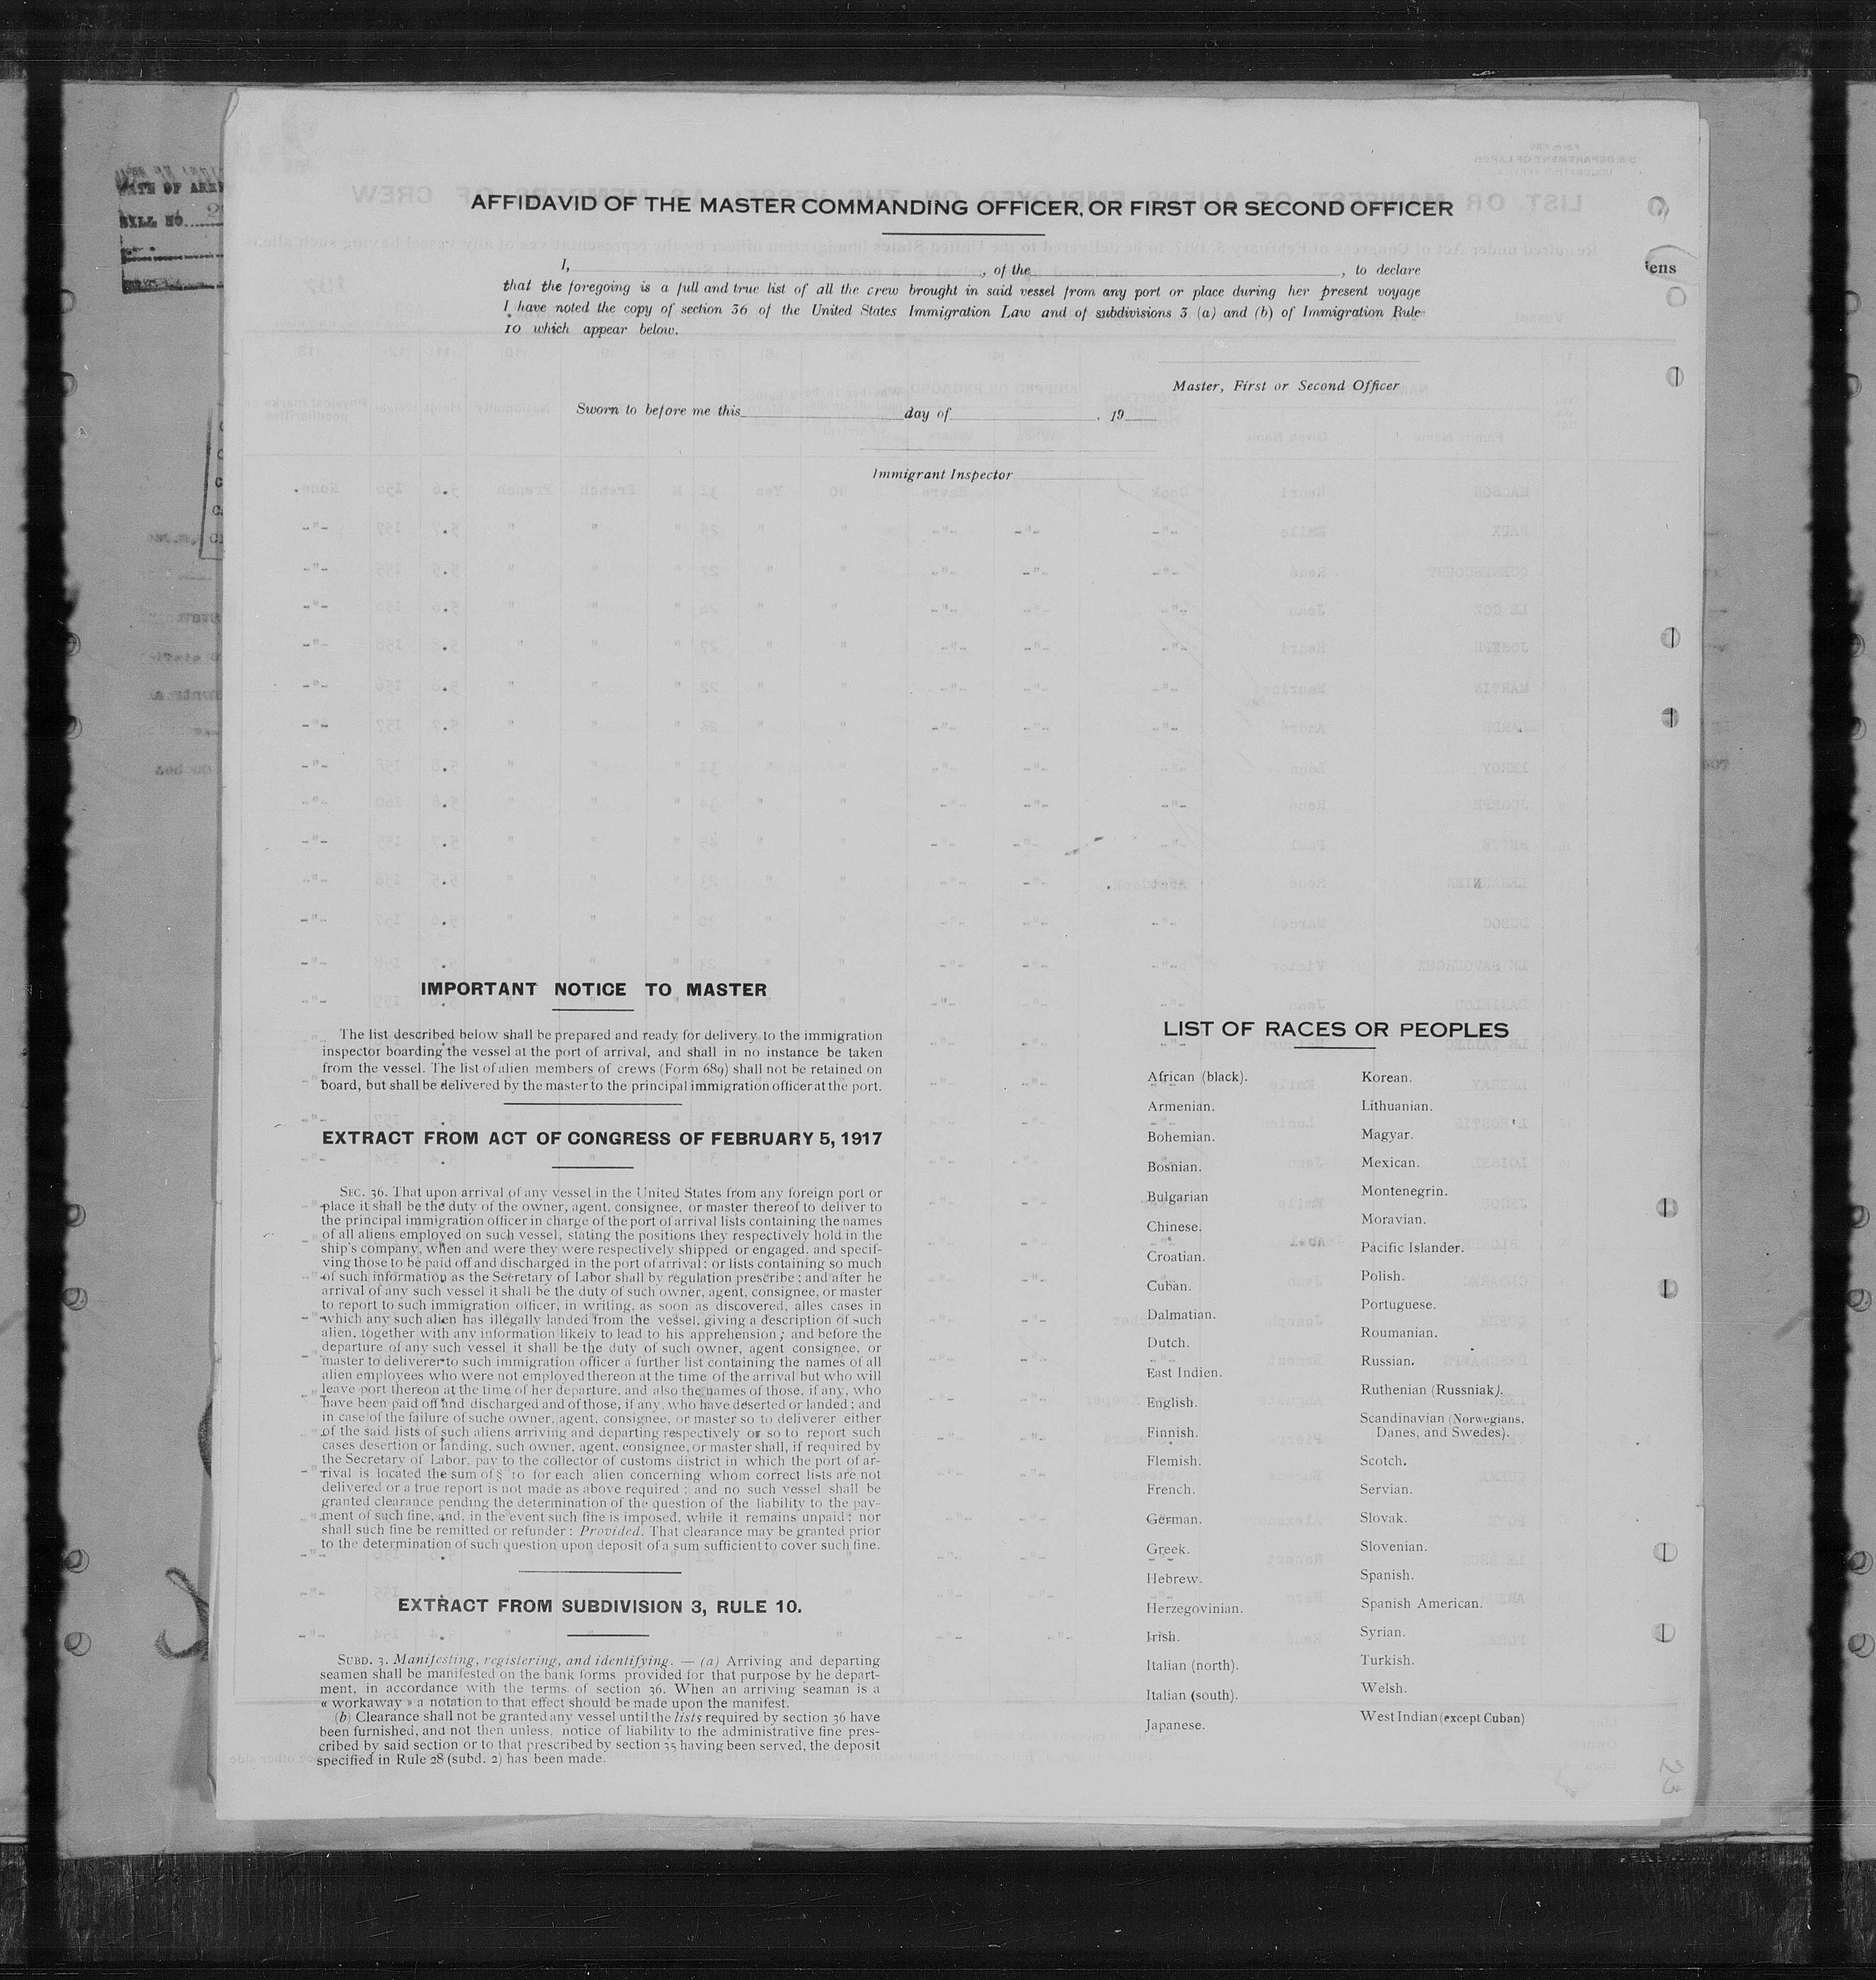 AFFIDAVID OF THE MASTER COMMANDING OFFICER, OR FIRST OR SECOND OFFICER
I, , of the , to declare
that the foregoing is a full and true list of all the crew brought in said vessel from any port or place during her present voyage
I have noted the copy of section 36 of the United States Immigration Law and of subdivisions 3 (a) and (b) of Immigration Rule
10 which appear below.
Master, First or Second Officer
Sworn to before me this day of , 19
Immigrant Inspector
IMPORTANT NOTICE TO MASTER
The list described below shall be prepared and ready for delivery to the immigration
inspector boarding the vessel at the port of arrival, and shall in no instance be taken
from the vessel. The list of alien members of crews (Form 689) shall not be retained on
board, but shall be delivered by the master to the principal immigration officer at the port.
EXTRACT FROM ACT OF CONGRESS OF FEBRUARY 5, 1917
SEC. 36. That upon arrival of any vessel in the United States from any foreign port or
place it shall be the duty of the owner, agent, consignee, or master thereof to deliver to
the principal immigration officer in charge of the port of arrival lists containing the names
of all aliens employed on such vessel, stating the positions they respectively hold in the
ship's company, when and were they were respectively shipped or engaged, and specif-
ving those to be paid off and discharged in the port of arrival: or lists containing so much
of such information as the Secretary of Labor shall by regulation prescribe; and after he
arrival of any such vessel it shall be the duty of such owner, agent, consignee, or master
to report to such immigration officer, in writing, as soon as discovered, alles cases in
which any such alien has illegally landed from the vessel, giving a description of such
alien, together with any information likely to lead to his apprehension; and before the
departure of any such vessel it shall be the duty of such owner, agent consignee, or
master to deliverer to such immigration officer a further list containing the names of all
alien employees who were not employed thereon at the time of the arrival but who will
leave port thereon at the time of her departure, and also the names of those, if any, who
have been paid off and discharged and of those, if any, who have deserted or landed; and
in case of the failure of suche owner, agent, consignee, or master so to deliverer either
of the said lists of such aliens arriving and departing respectively or so to report such
cases desertion or landing, such owner, agent, consignee, or master shall, if required by
the Secretary of Labor, pay to the collector of customs district in which the port of ar-
rival is located the sum of $ 10 for each alien concerning whom correct lists are not
delivered or a true report is not made as above required; and no such vessel shall be
granted clearance pending the determination of the question of the liability to the pay-
ment of such fine, and, in the event such fine is imposed, while it remains unpaid; nor
shall such fine be remitted or refunder: Provided. That clearance may be granted prior
to the determination of such question upon deposit of a sum sufficient to cover such fine.
EXTRACT FROM SUBDIVISION 3, RULE 10.
SUBD. 3. Manifesting, registering, and identifying. — (a) Arriving and departing
seamen shall be manifested on the bank forms provided for that purpose by he depart-
ment, in accordance with the terms of section 36. When an arriving seaman is a
« workaway » a notation to that effect should be made upon the manifest.
(b) Clearance shall not be granted any vessel until the lists required by section 36 have
been furnished, and not then unless, notice of liability to the administrative fine pres-
cribed by said section or to that prescribed by section 35 having been served, the deposit
specified in Rule 28 (subd. 2) has been made.
LIST OF RACES OR PEOPLES
African (black).
Armenian.
Bohemian.
Bosnian.
Bulgarian
Chinese.
Croatian.
Cuban.
Dalmatian.
Dutch.
East Indien.
English.
Finnish.
Flemish.
French.
German.
Greek.
Hebrew.
Herzegovinian.
Irish.
Italian (north).
Italian (south).
Japanese.
Korean.
Lithuanian.
Magyar.
Mexican.
Montenegrin.
Moravian.
Pacific Islander.
Polish.
Portuguese.
Roumanian.
Russian.
Ruthenian (Russniak).
Scandinavian (Norwegians,
Danes, and Swedes).
Scotch.
Servian.
Slovak.
Slovenian.
Spanish.
Spanish American.
Syrian.
Turkish.
Welsh.
West Indian (except Cuban)
23
BILL NO.
iens